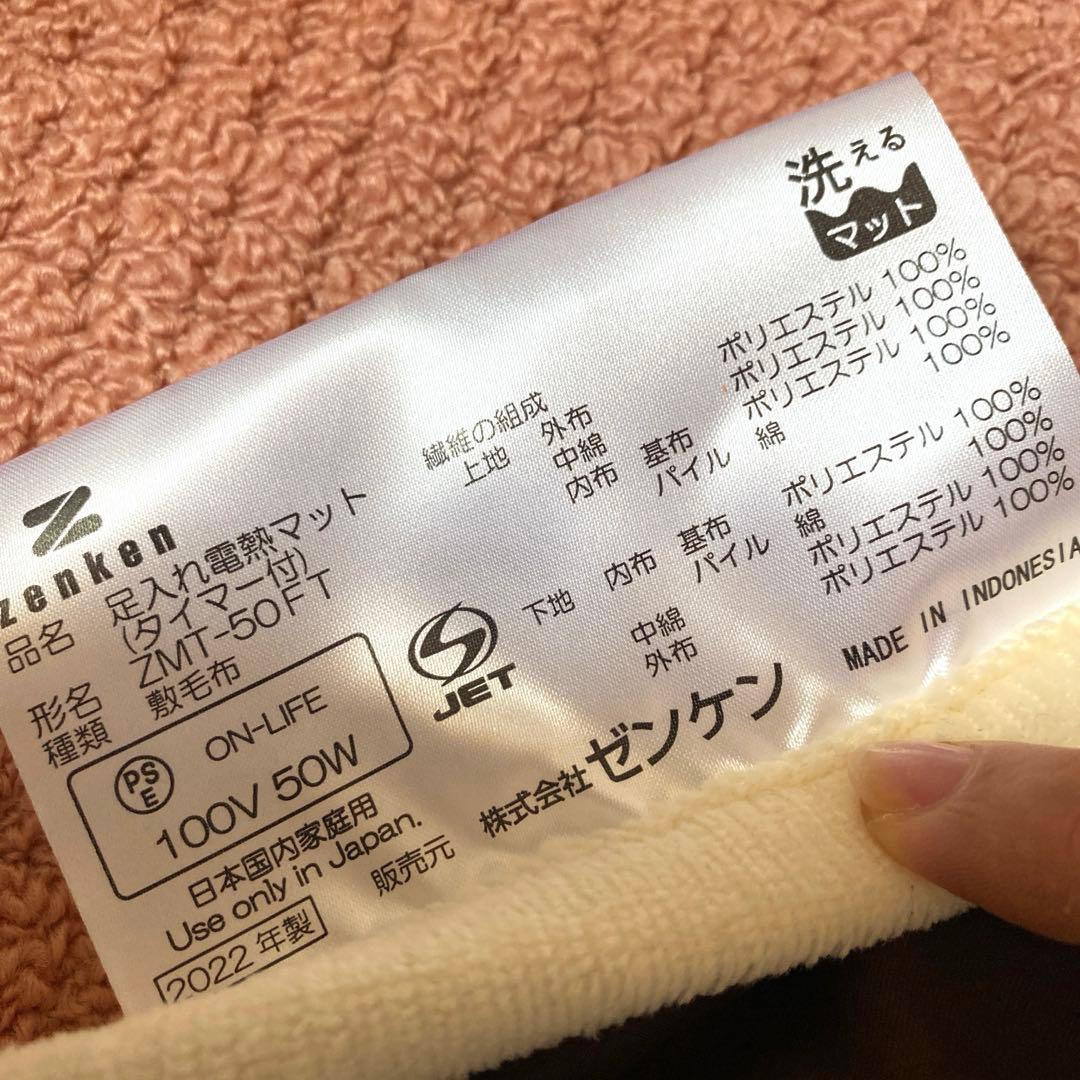 洗える
マット
zenken
品名 足入れ電熱マット
(タイマー付)
形名 ZMT-50FT
種類 敷毛布
PSE
ON-LIFE
100V 50W
日本国内家庭用
Use only in Japan.
2022年製
繊維の組成
上地 外布 ポリエステル 100%
中綿 ポリエステル 100%
内布 基布 ポリエステル 100%
パイル 綿 100%
下地 内布 基布 ポリエステル 100%
パイル 綿 100%
中綿 ポリエステル 100%
外布 ポリエステル 100%
JET
販売元 株式会社ゼンケン
MADE IN INDONESIA